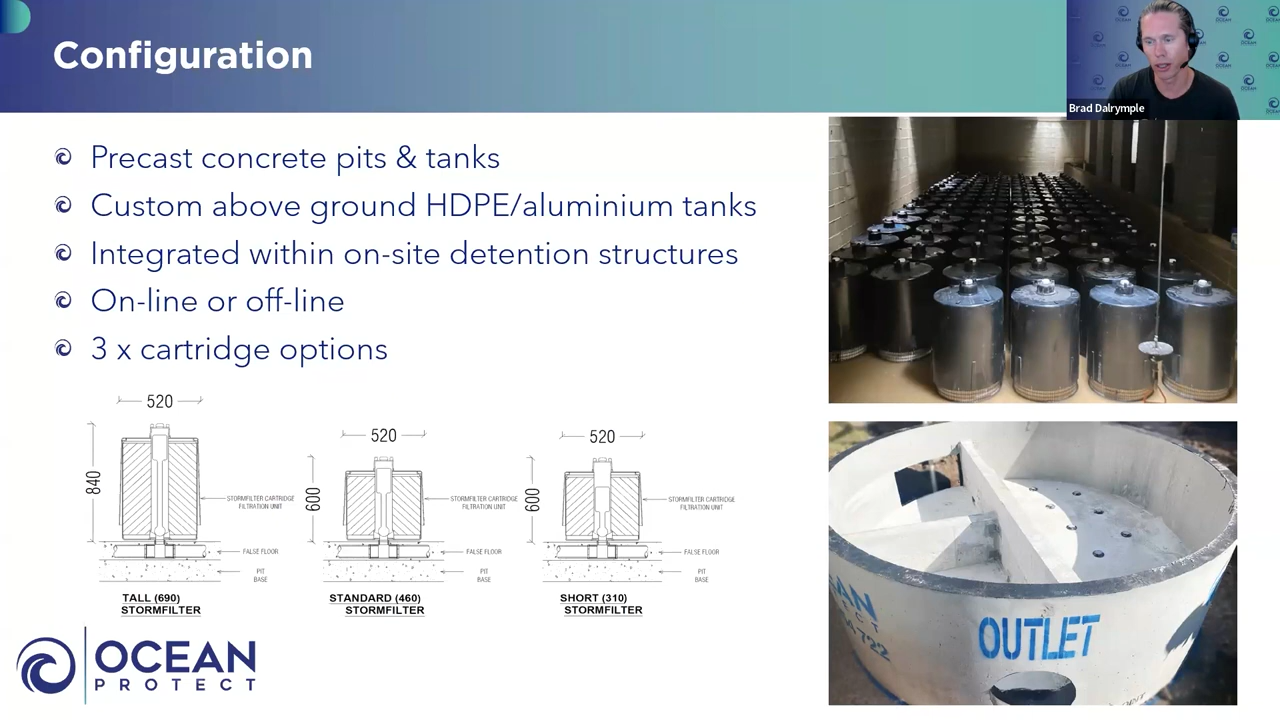 Configuration
Brad Dalrymple
Precast concrete pits & tanks
Custom above ground HDPE/aluminium tanks
Integrated within on-site detention structures
On-line or off-line
3 x cartridge options
520
840
STORMFILTER CARTRIDGE
FILTRATION UNIT
FALSE FLOOR
PIT
BASE
TALL (690)
STORMFILTER
520
600
STORMFILTER CARTRIDGE
FILTRATION UNIT
FALSE FLOOR
PIT
BASE
STANDARD (460)
STORMFILTER
520
600
STORMFILTER CARTRIDGE
FILTRATION UNIT
FALSE FLOOR
PIT
BASE
SHORT (310)
STORMFILTER
OUTLET
OCEAN
PROTECT